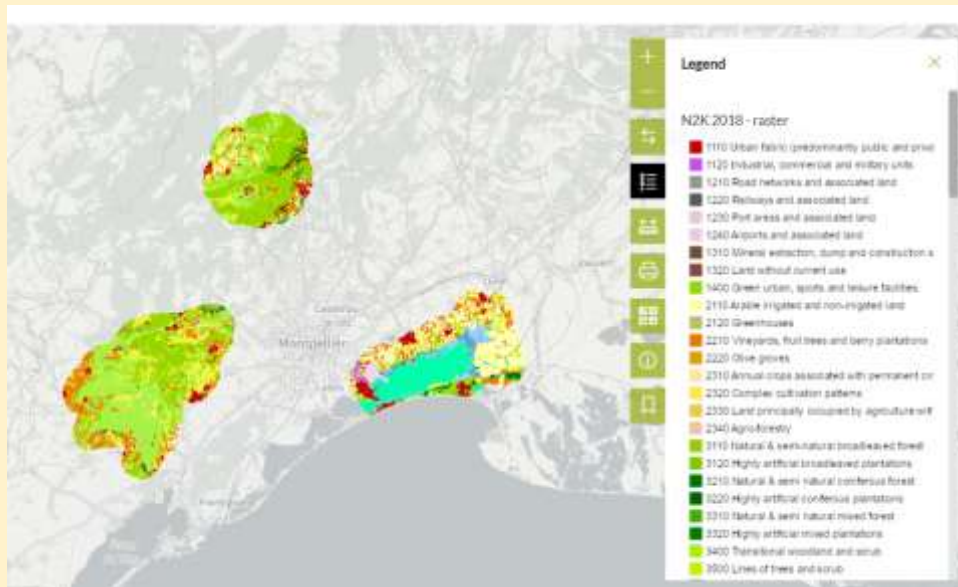 Montpellier
Legend
N2K 2018 - raster
1110 Urban fabric (predominantly public and priva
1120 Industrial, commercial and military units
1210 Road networks and associated land
1220 Railways and associated land
1230 Port areas and associated land
1240 Airports and associated land
1310 Mineral extraction, dump and construction s
1320 Land without current use
1400 Green urban, sports and leisure facilities
2110 Arable irrigated and non-irrigated land
2120 Greenhouses
2210 Vineyards, fruit trees and berry plantations
2220 Olive groves
2310 Annual crops associated with permanent cr
2320 Complex cultivation patterns
2330 Land principally occupied by agriculture wit
2340 Agro-forestry
3110 Natural & semi-natural broadleaved forest
3120 Highly artificial broadleaved plantations
3210 Natural & semi natural coniferous forest
3220 Highly artificial coniferous plantations
3310 Natural & semi natural mixed forest
3320 Highly artificial mixed plantations
3400 Transitional woodland and scrub
3500 Lines of trees and scrub